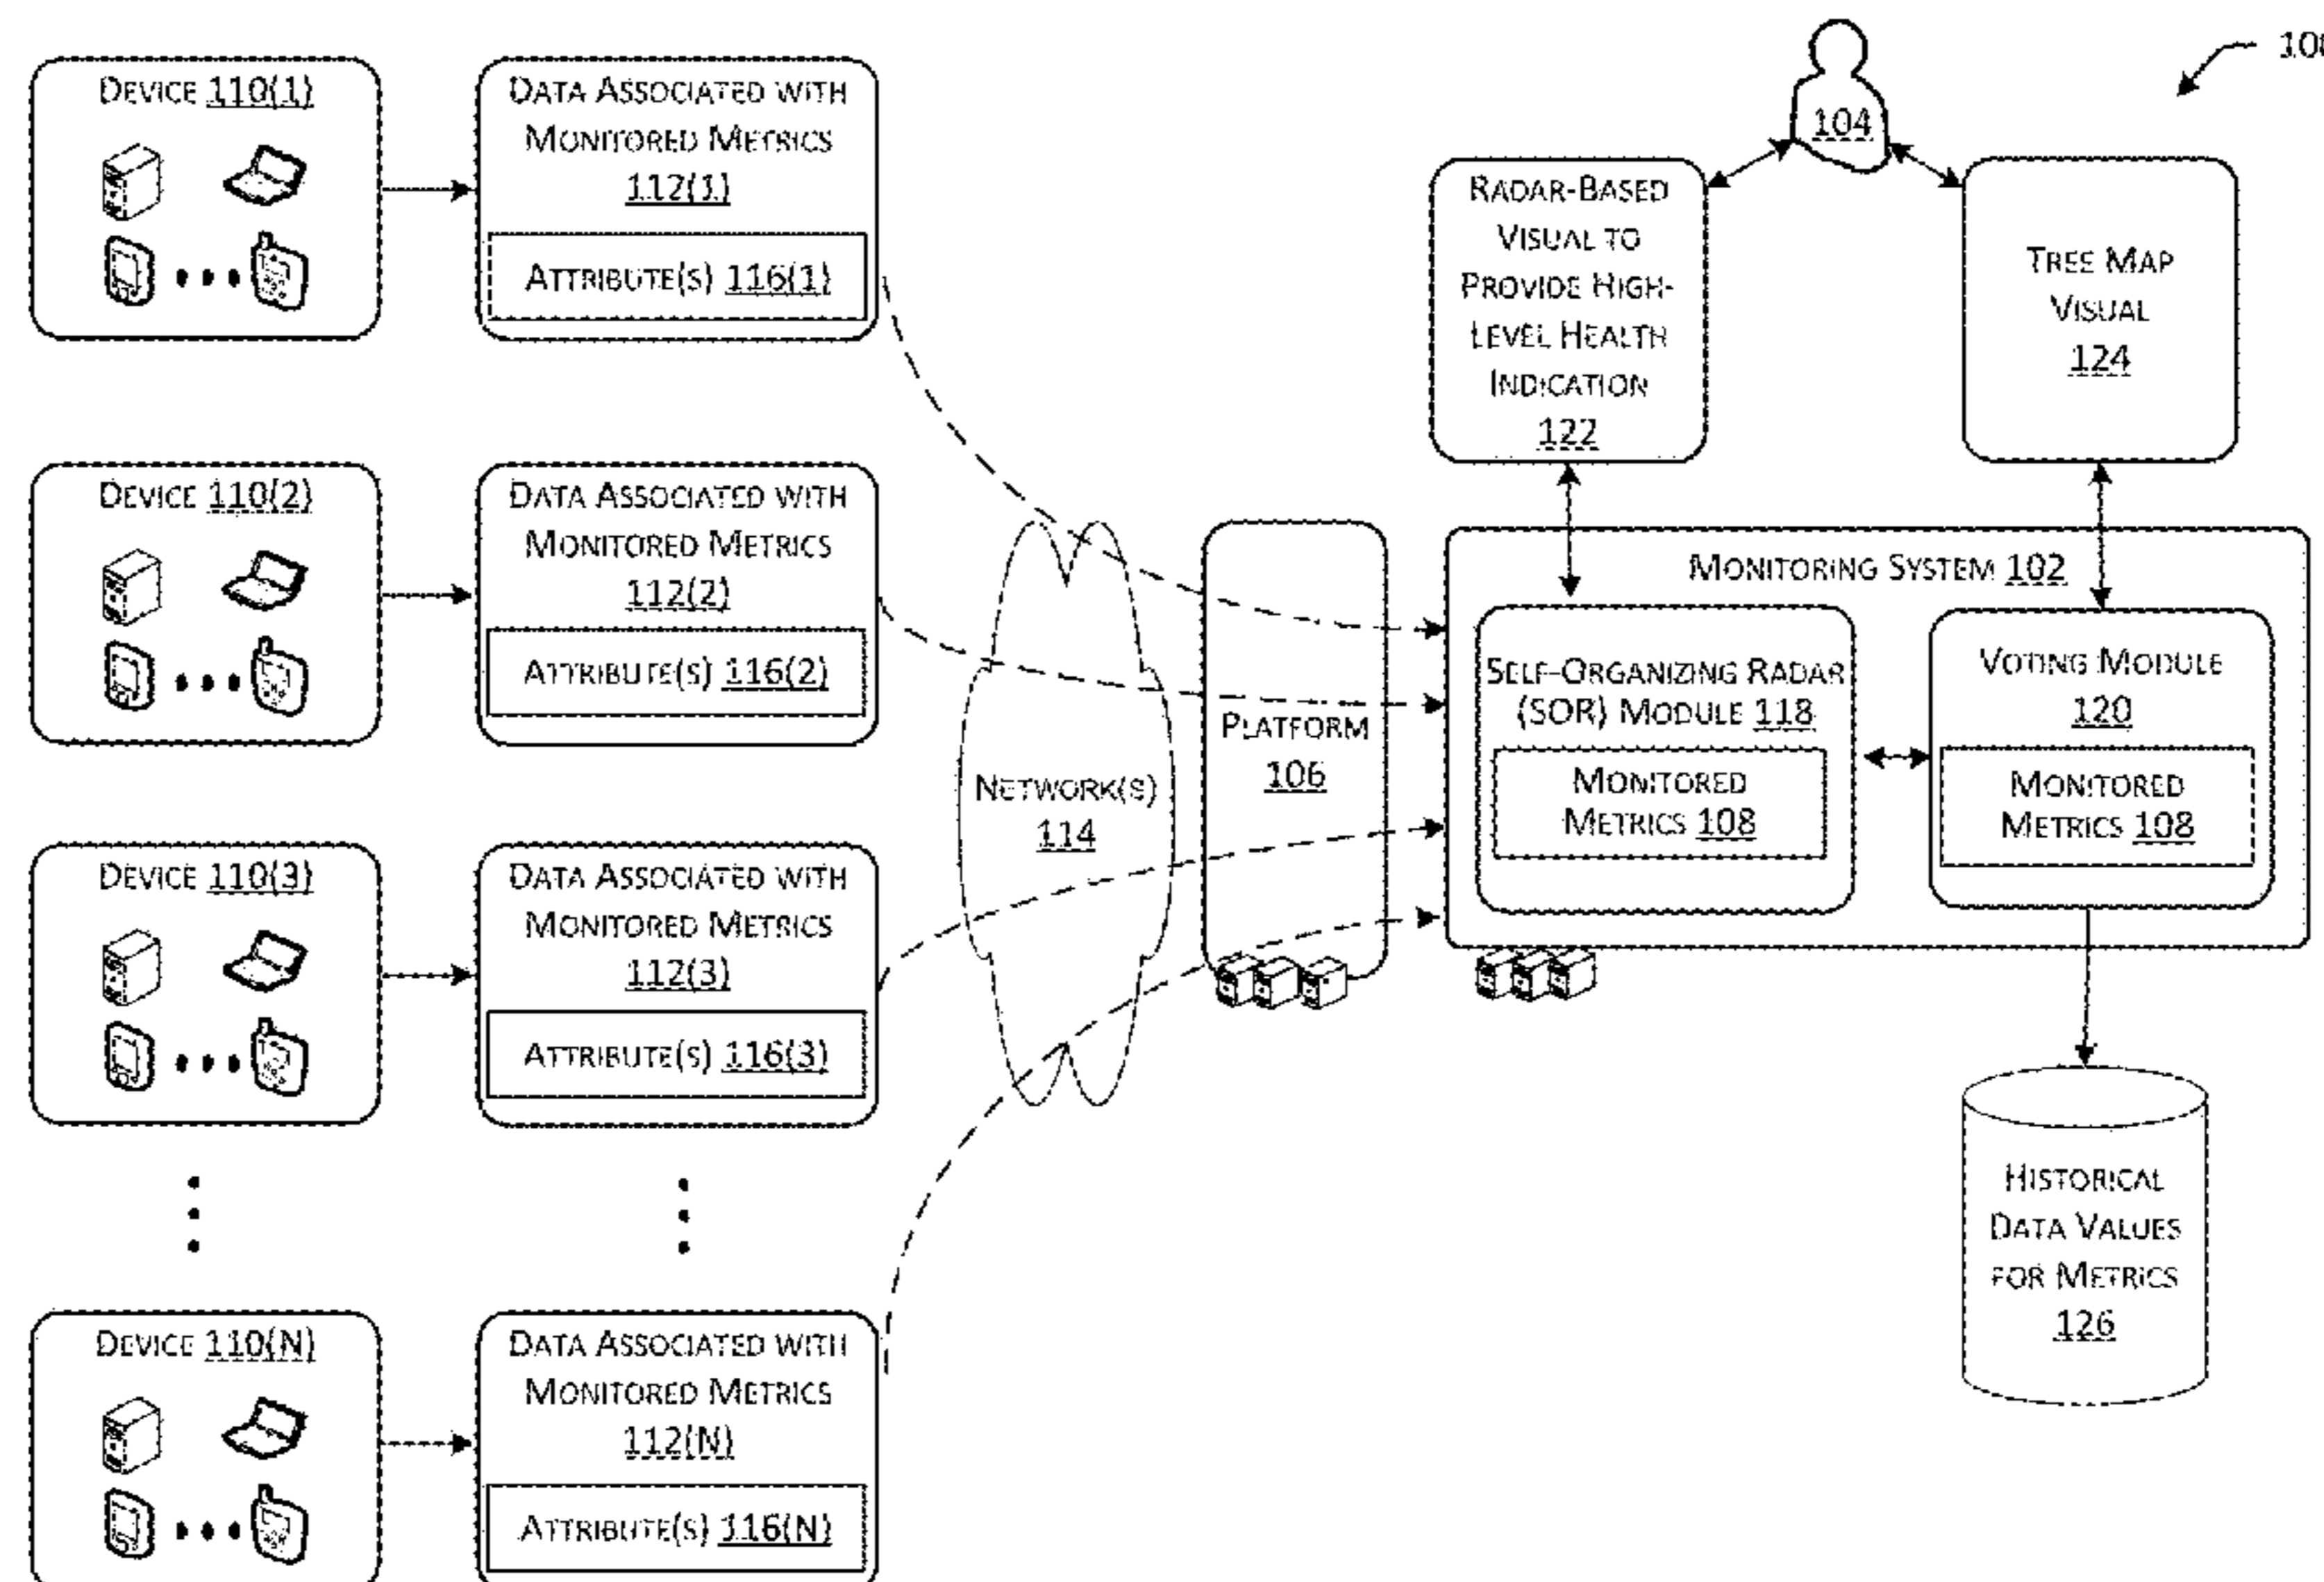 100
DEVICE 110(1)
DATA ASSOCIATED WITH
MONITORED METRICS
112(1)
ATTRIBUTE(S) 116(1)
104
RADAR-BASED
VISUAL TO
PROVIDE HIGH-
LEVEL HEALTH
INDICATION
122
TREE MAP
VISUAL
124
DEVICE 110(2)
DATA ASSOCIATED WITH
MONITORED METRICS
112(2)
ATTRIBUTE(S) 116(2)
NETWORK(S)
114
PLATFORM
106
MONITORING SYSTEM 102
SELF-ORGANIZING RADAR
(SOR) MODULE 118
MONITORED
METRICS 108
VOTING MODULE
120
MONITORED
METRICS 108
DEVICE 110(3)
DATA ASSOCIATED WITH
MONITORED METRICS
112(3)
ATTRIBUTE(S) 116(3)
HISTORICAL
DATA VALUES
FOR METRICS
126
DEVICE 110(N)
DATA ASSOCIATED WITH
MONITORED METRICS
112(N)
ATTRIBUTE(S) 116(N)